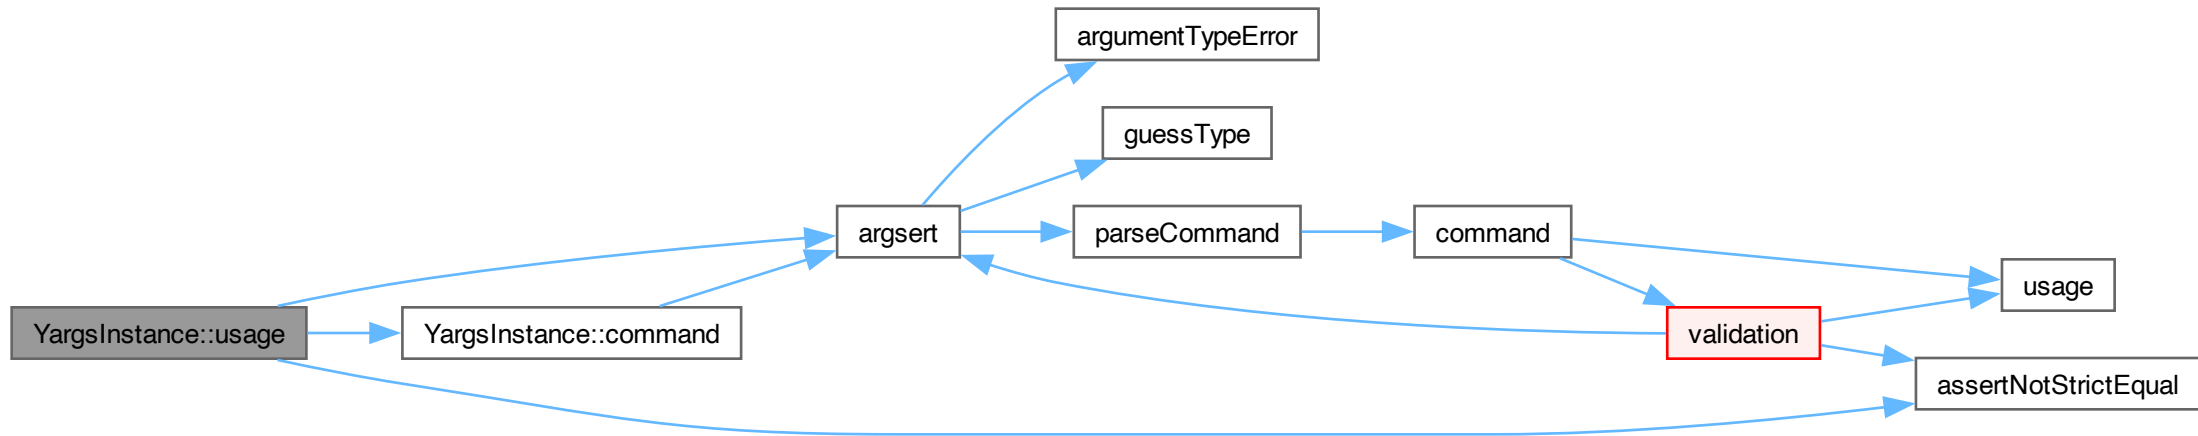 argumentTypeError
guessType
argsert
parseCommand
command
usage
YargsInstance::usage
YargsInstance::command
validation
assertNotStrictEqual